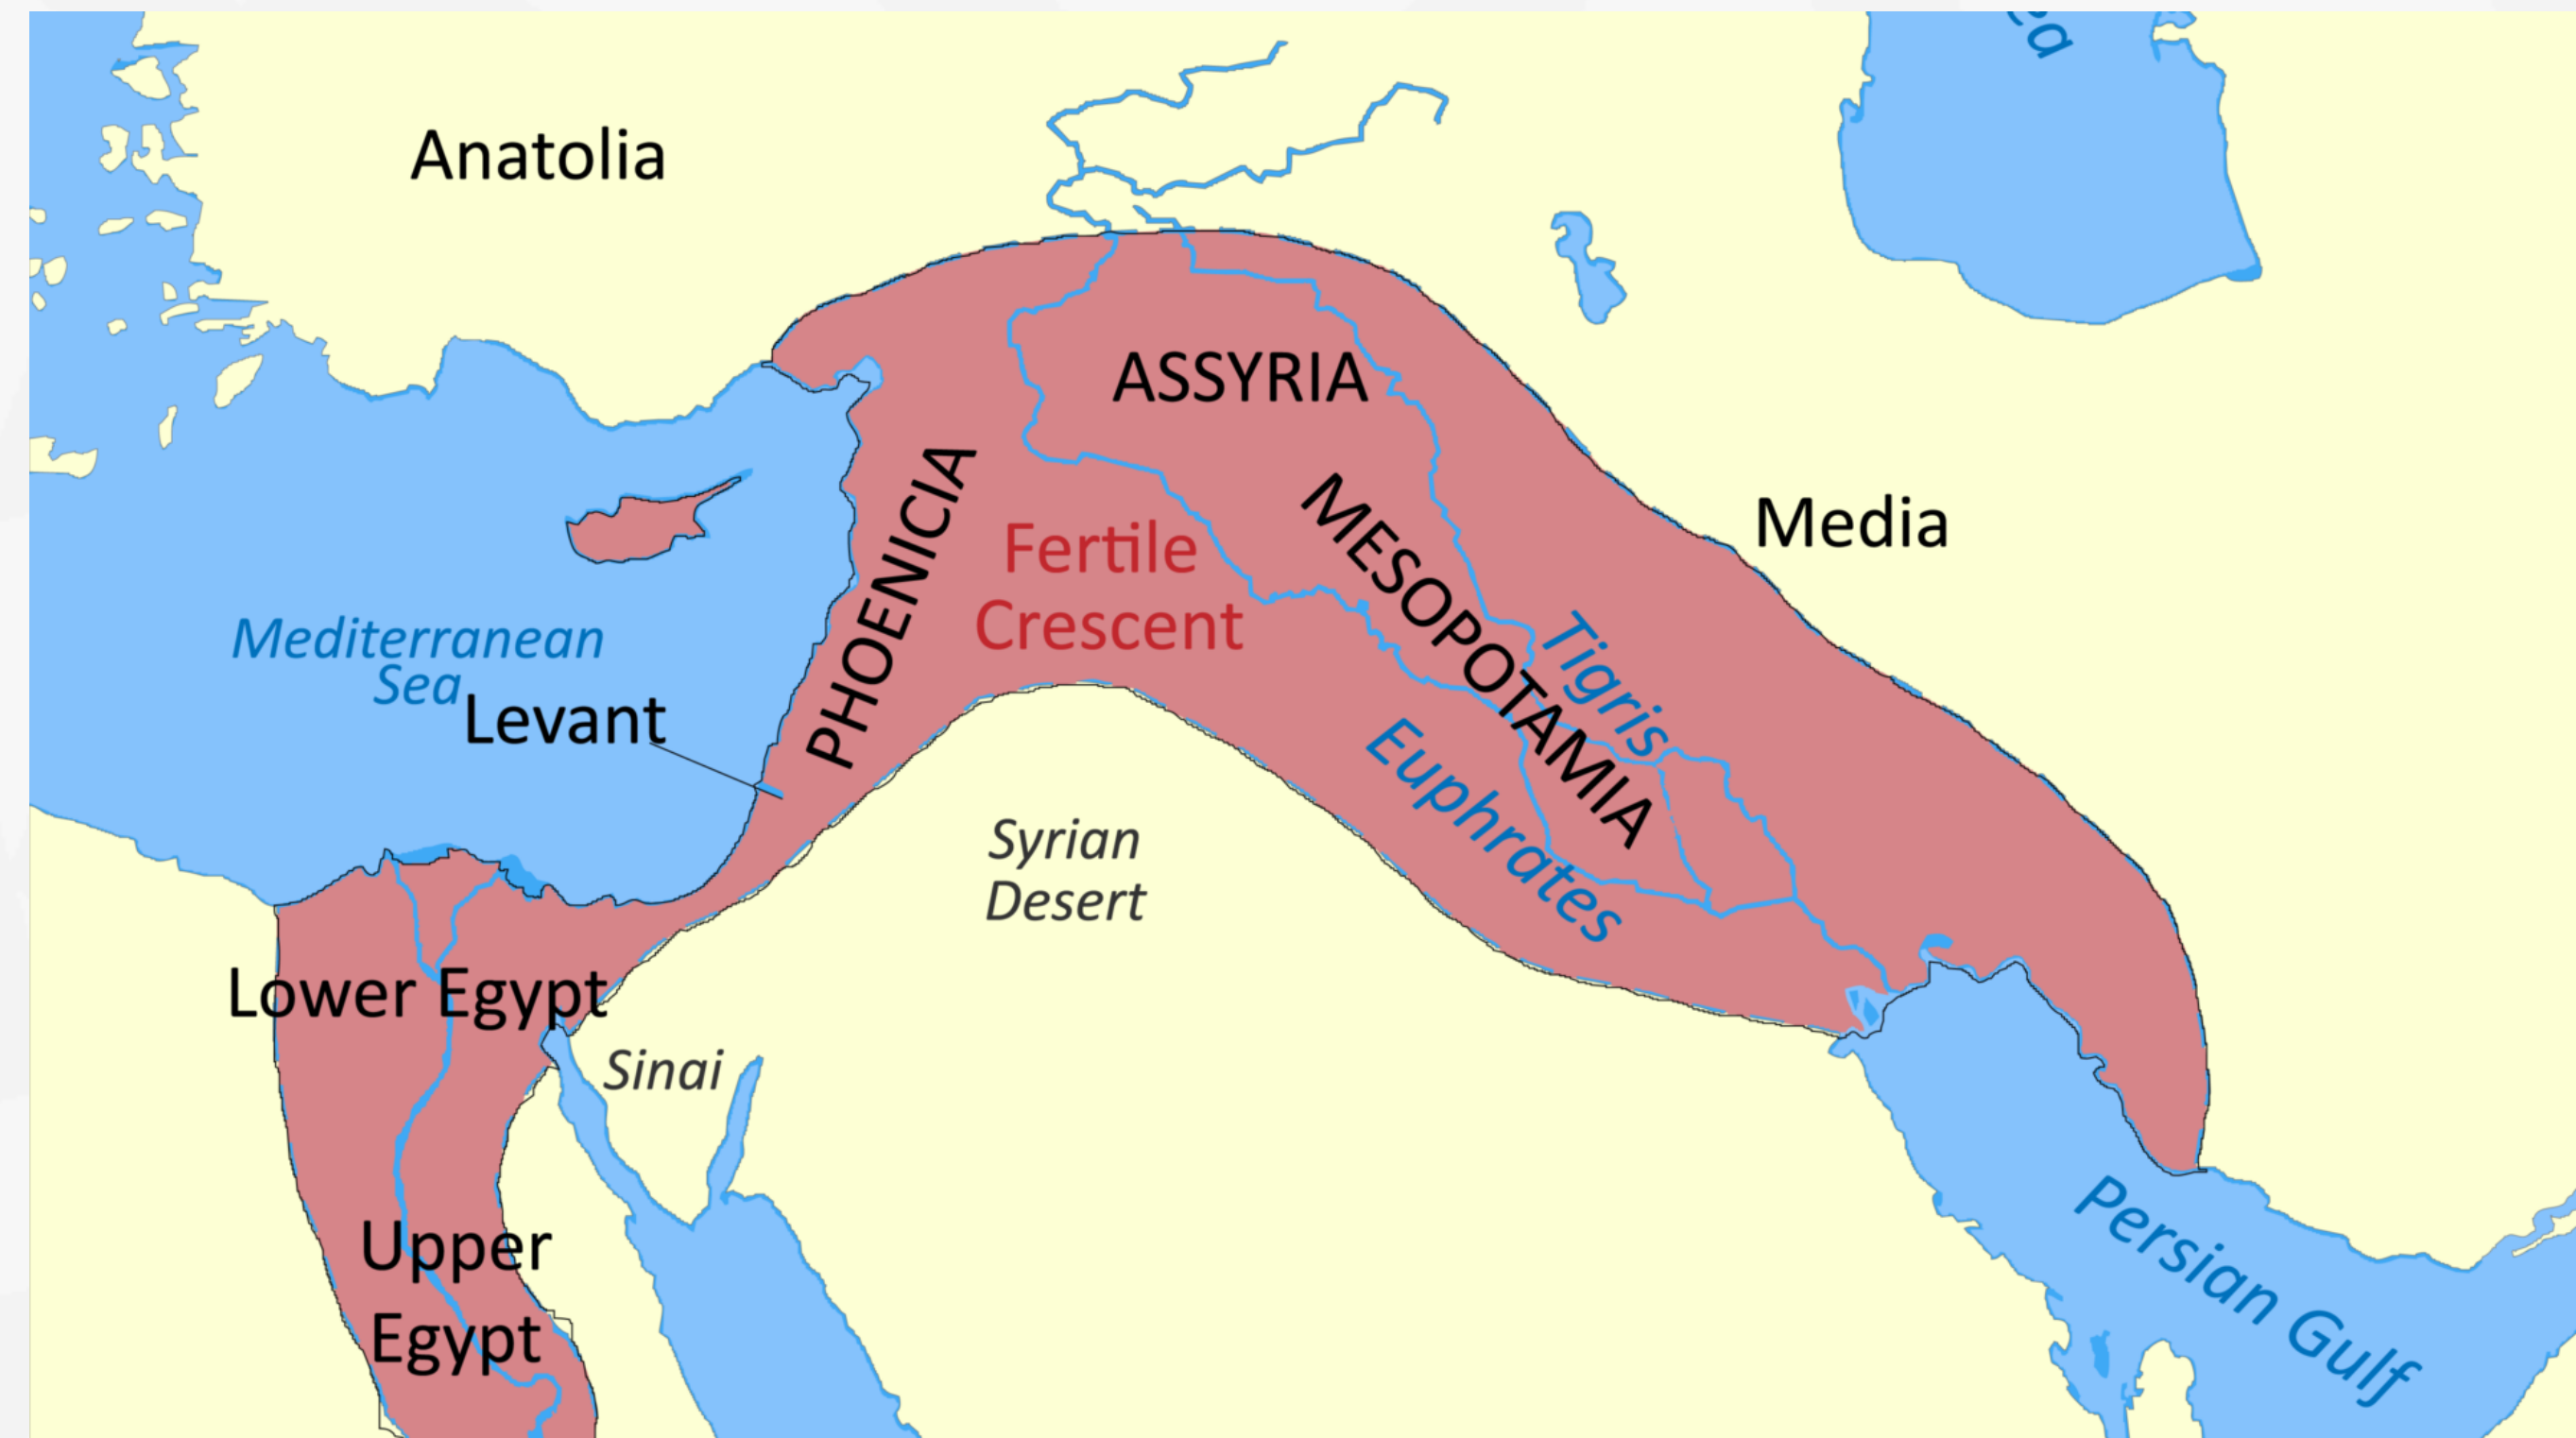 ea
Anatolia
ASSYRIA
PHOENICIA
Fertile
Crescent
MESOPOTAMIA
Media
Mediterranean
Sea
Levant
Tigris
Euphrates
Syrian
Desert
Lower Egypt
Sinai
Upper
Egypt
Persian Gulf